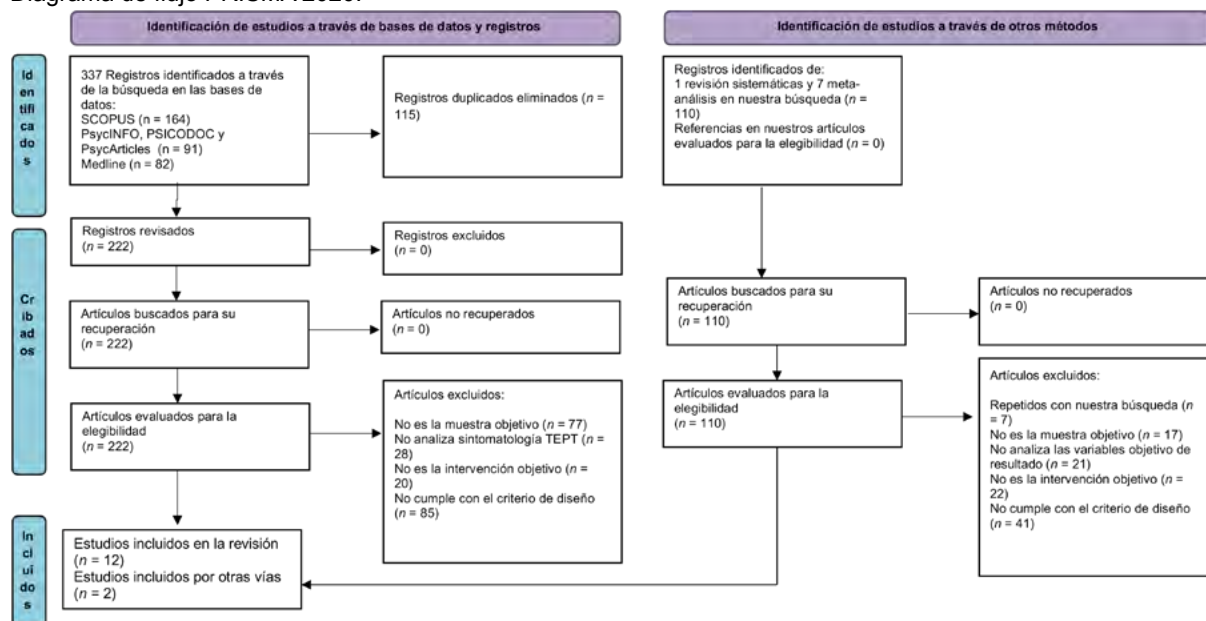 Diagrama de flujo PRISMA 2020.
Identificación de estudios a través de bases de datos y registros
Identificación de estudios a través de otros métodos
Id
en
tifi
ca
do
s
337 Registros identificados a través
de la búsqueda en las bases de
datos:
SCOPUS (n = 164)
PsycINFO, PSICODOC y
PsycArticles (n = 91)
Medline (n = 82)
Registros duplicados eliminados (n =
115)
Registros identificados de:
1 revisión sistemáticas y 7 meta-
análisis en nuestra búsqueda (n =
110)
Referencias en nuestros artículos
evaluados para la elegibilidad (n = 0)
Cr
ib
ad
os
Registros revisados
(n = 222)
Registros excluidos
(n = 0)
Artículos buscados para su
recuperación
(n = 222)
Artículos no recuperados
(n = 0)
Artículos buscados para su
recuperación
(n = 110)
Artículos no recuperados
(n = 0)
Artículos evaluados para la
elegibilidad
(n = 222)
Artículos excluidos:
No es la muestra objetivo (n = 77)
No analiza sintomatología TEPT (n =
28)
No es la intervención objetivo (n =
20)
No cumple con el criterio de diseño
(n = 85)
Artículos evaluados para la
elegibilidad
(n = 110)
Artículos excluidos:
Repetidos con nuestra búsqueda (n
= 7)
No es la muestra objetivo (n = 17)
No analiza las variables objetivo de
resultado (n = 21)
No es la intervención objetivo (n =
22)
No cumple con el criterio de diseño
(n = 41)
In
cl
uí
do
s
Estudios incluidos en la revisión
(n = 12)
Estudios incluidos por otras vías
(n = 2)